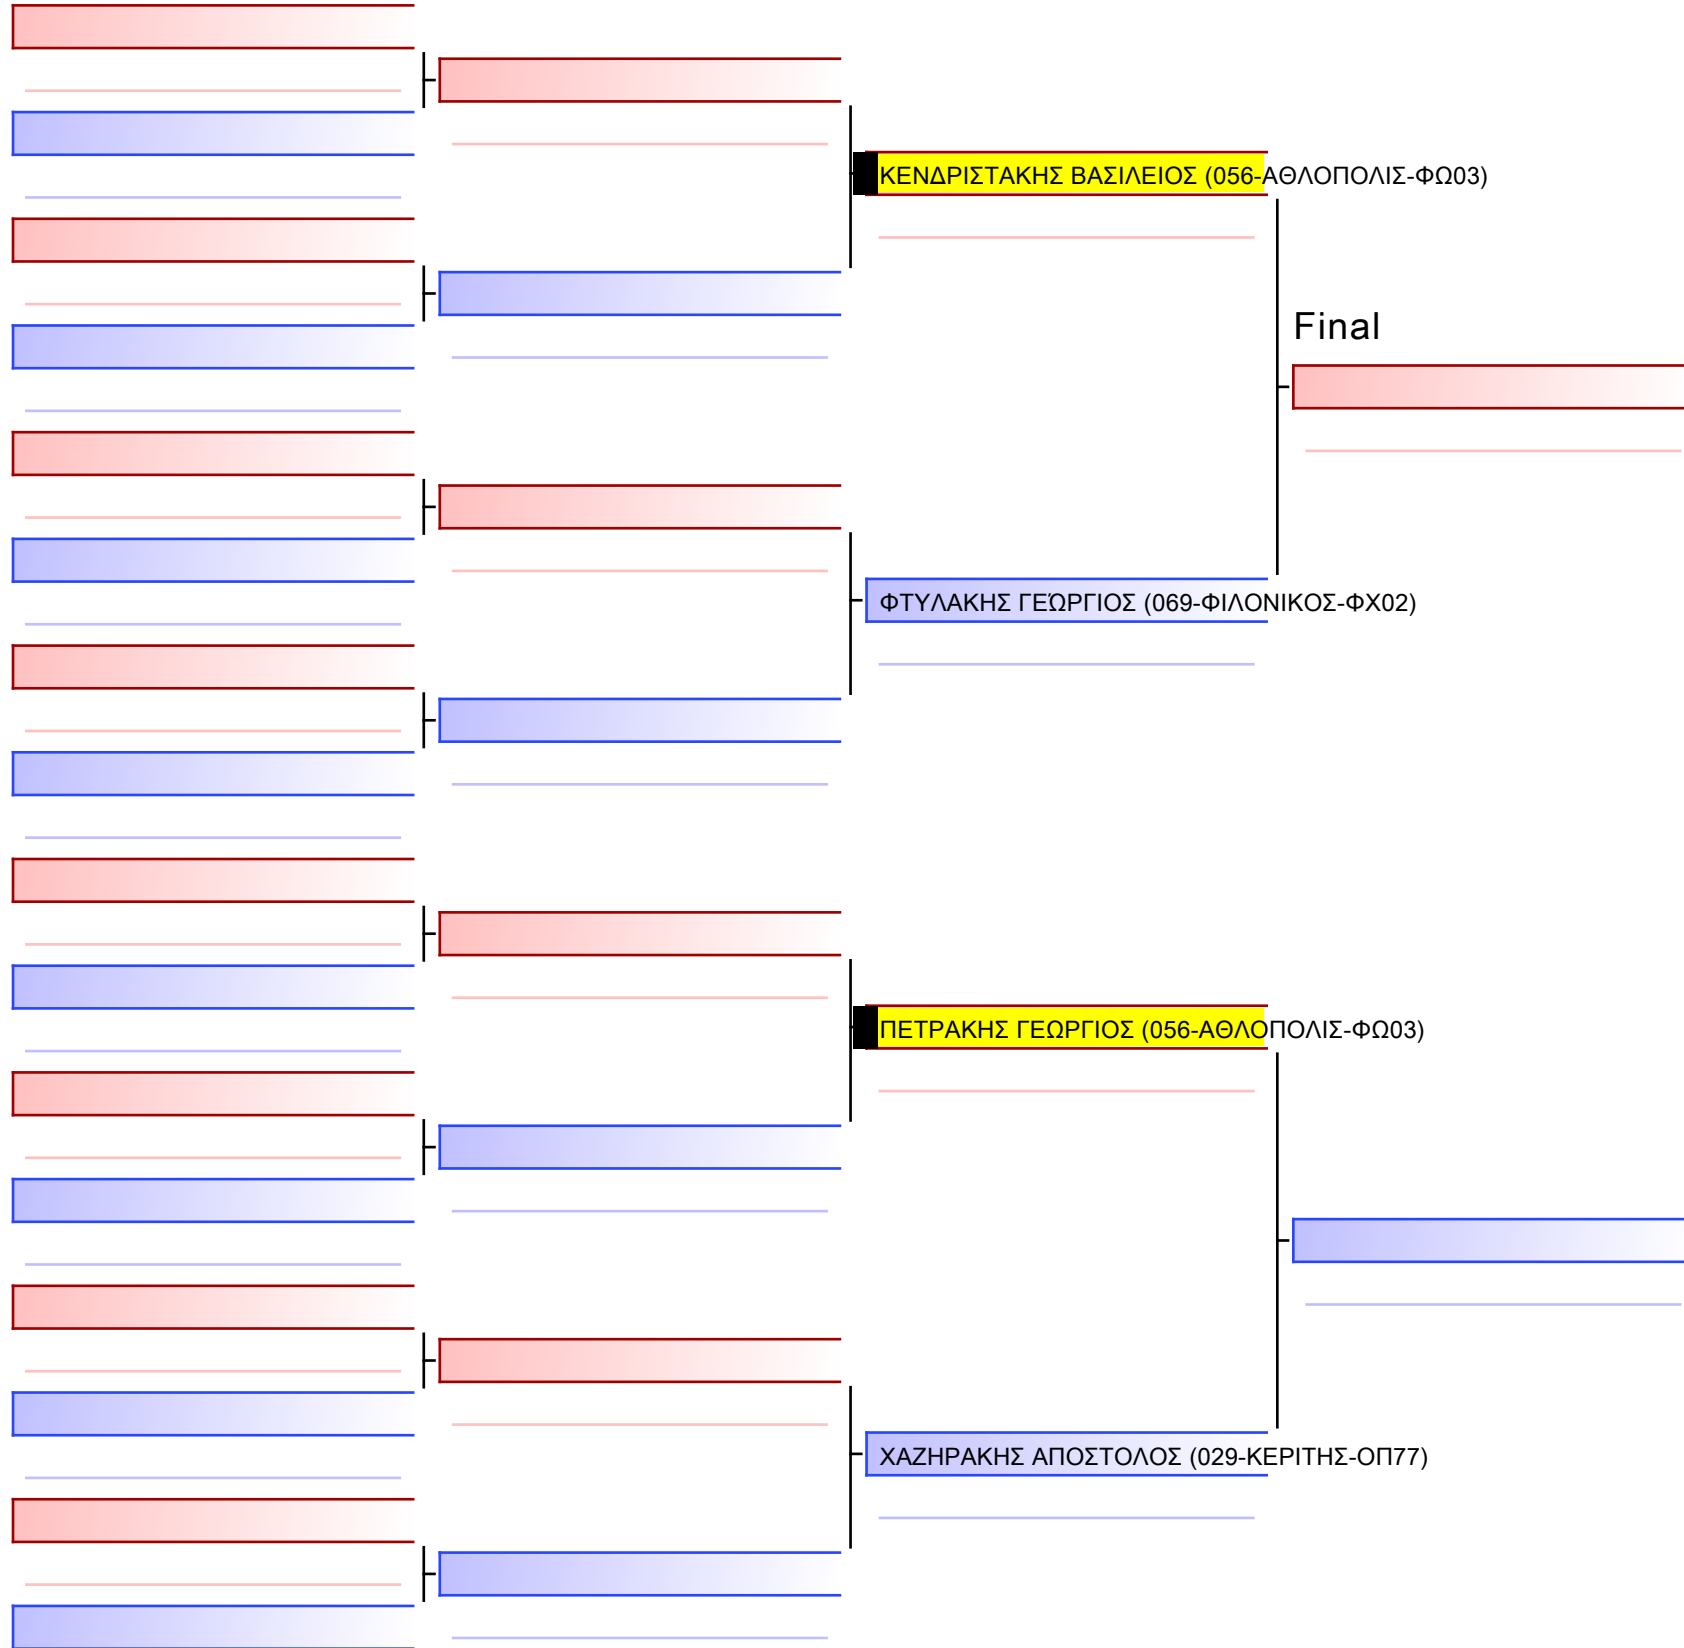 ΚΕΝΔΡΙΣΤΑΚΗΣ ΒΑΣΙΛΕΙΟΣ (056-ΑΘΛΟΠΟΛΙΣ-ΦΩ03)
Final
ΦΤΥΛΑΚΗΣ ΓΕΏΡΓΙΟΣ (069-ΦΙΛΟΝΙΚΟΣ-ΦΧ02)
ΠΕΤΡΑΚΗΣ ΓΕΩΡΓΙΟΣ (056-ΑΘΛΟΠΟΛΙΣ-ΦΩ03)
ΧΑΖΗΡΑΚΗΣ ΑΠΟΣΤΟΛΟΣ (029-ΚΕΡΙΤΗΣ-ΟΠ77)